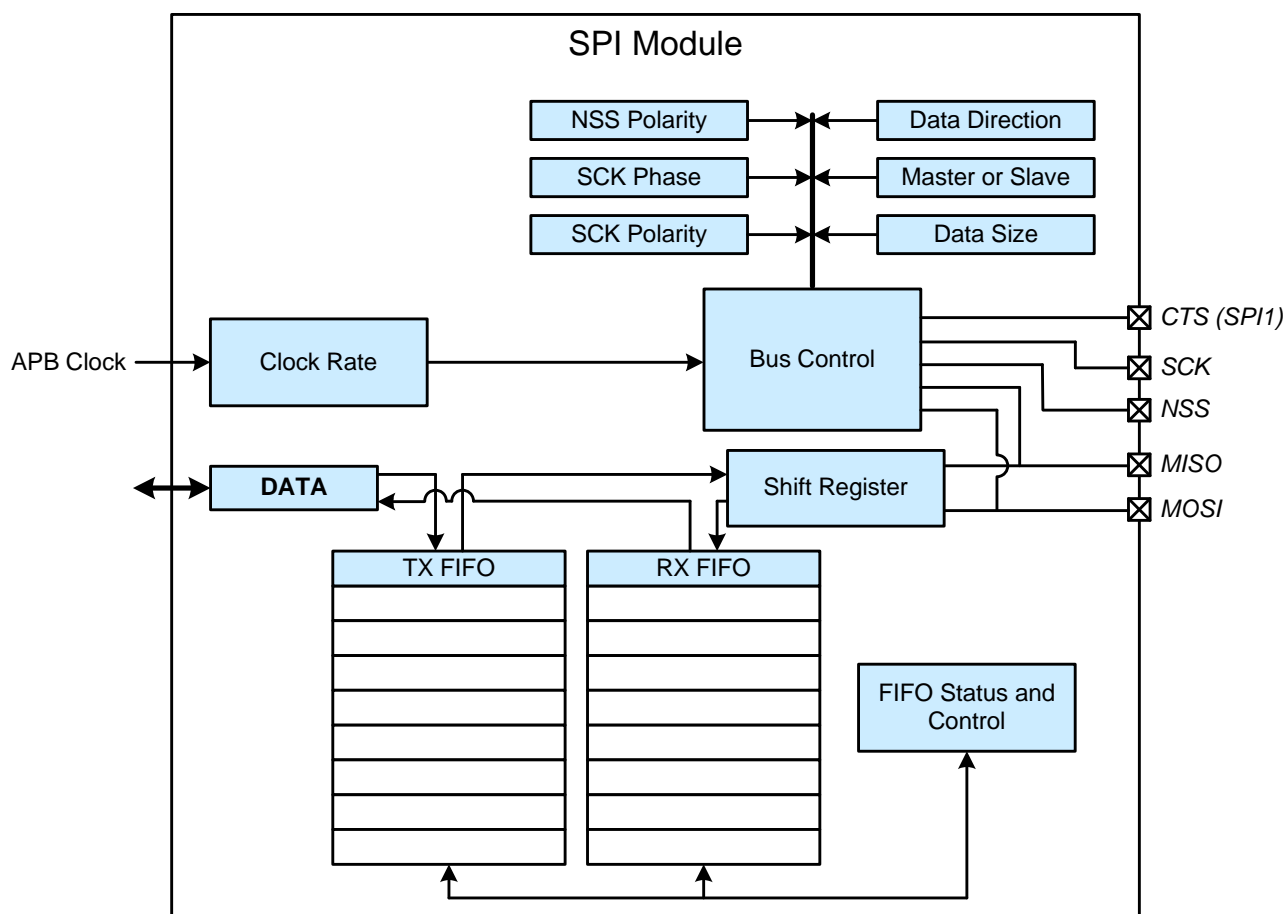 SPI Module
NSS Polarity
Data Direction
SCK Phase
Master or Slave
SCK Polarity
Data Size
CTS (SPI1)
APB Clock
Clock Rate
Bus Control
SCK
NSS
DATA
Shift Register
MISO
MOSI
TX FIFO
RX FIFO
FIFO Status and
Control